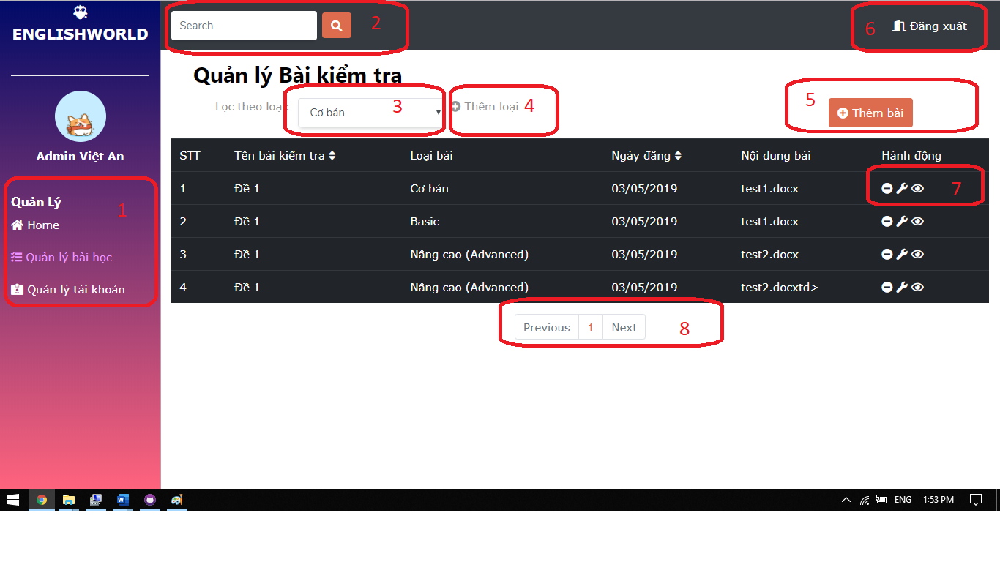 ENGLISHWORLD
Search
2
6
Đăng xuất
Admin Việt An
Quản Lý
1
Home
Quản lý bài học
Quản lý tài khoản
Quản lý Bài kiểm tra
Lọc theo loại:
Cơ bản
3
Thêm loại
4
5
Thêm bài
STT Tên bài kiểm tra Loại bài Ngày đăng Nội dung bài Hành động
1 Đề 1 Cơ bản 03/05/2019 test1.docx 7
2 Đề 1 Basic 03/05/2019 test1.docx
3 Đề 1 Nâng cao (Advanced) 03/05/2019 test2.docx
4 Đề 1 Nâng cao (Advanced) 03/05/2019 test2.docxtd>
Previous 1 Next 8
ENG 1:53 PM